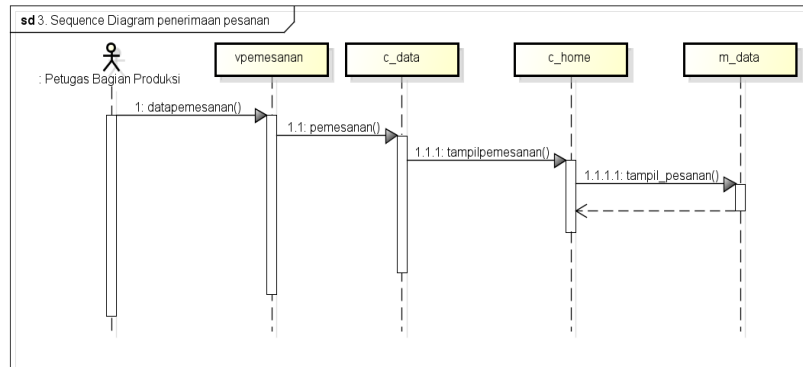 sd 3. Sequence Diagram penerimaan pesanan
: Petugas Bagian Produksi
vpemesanan
c_data
c_home
m_data
1: datapemesanan()
1.1: pemesanan()
1.1.1: tampilpemesanan()
1.1.1.1: tampil_pesanan()